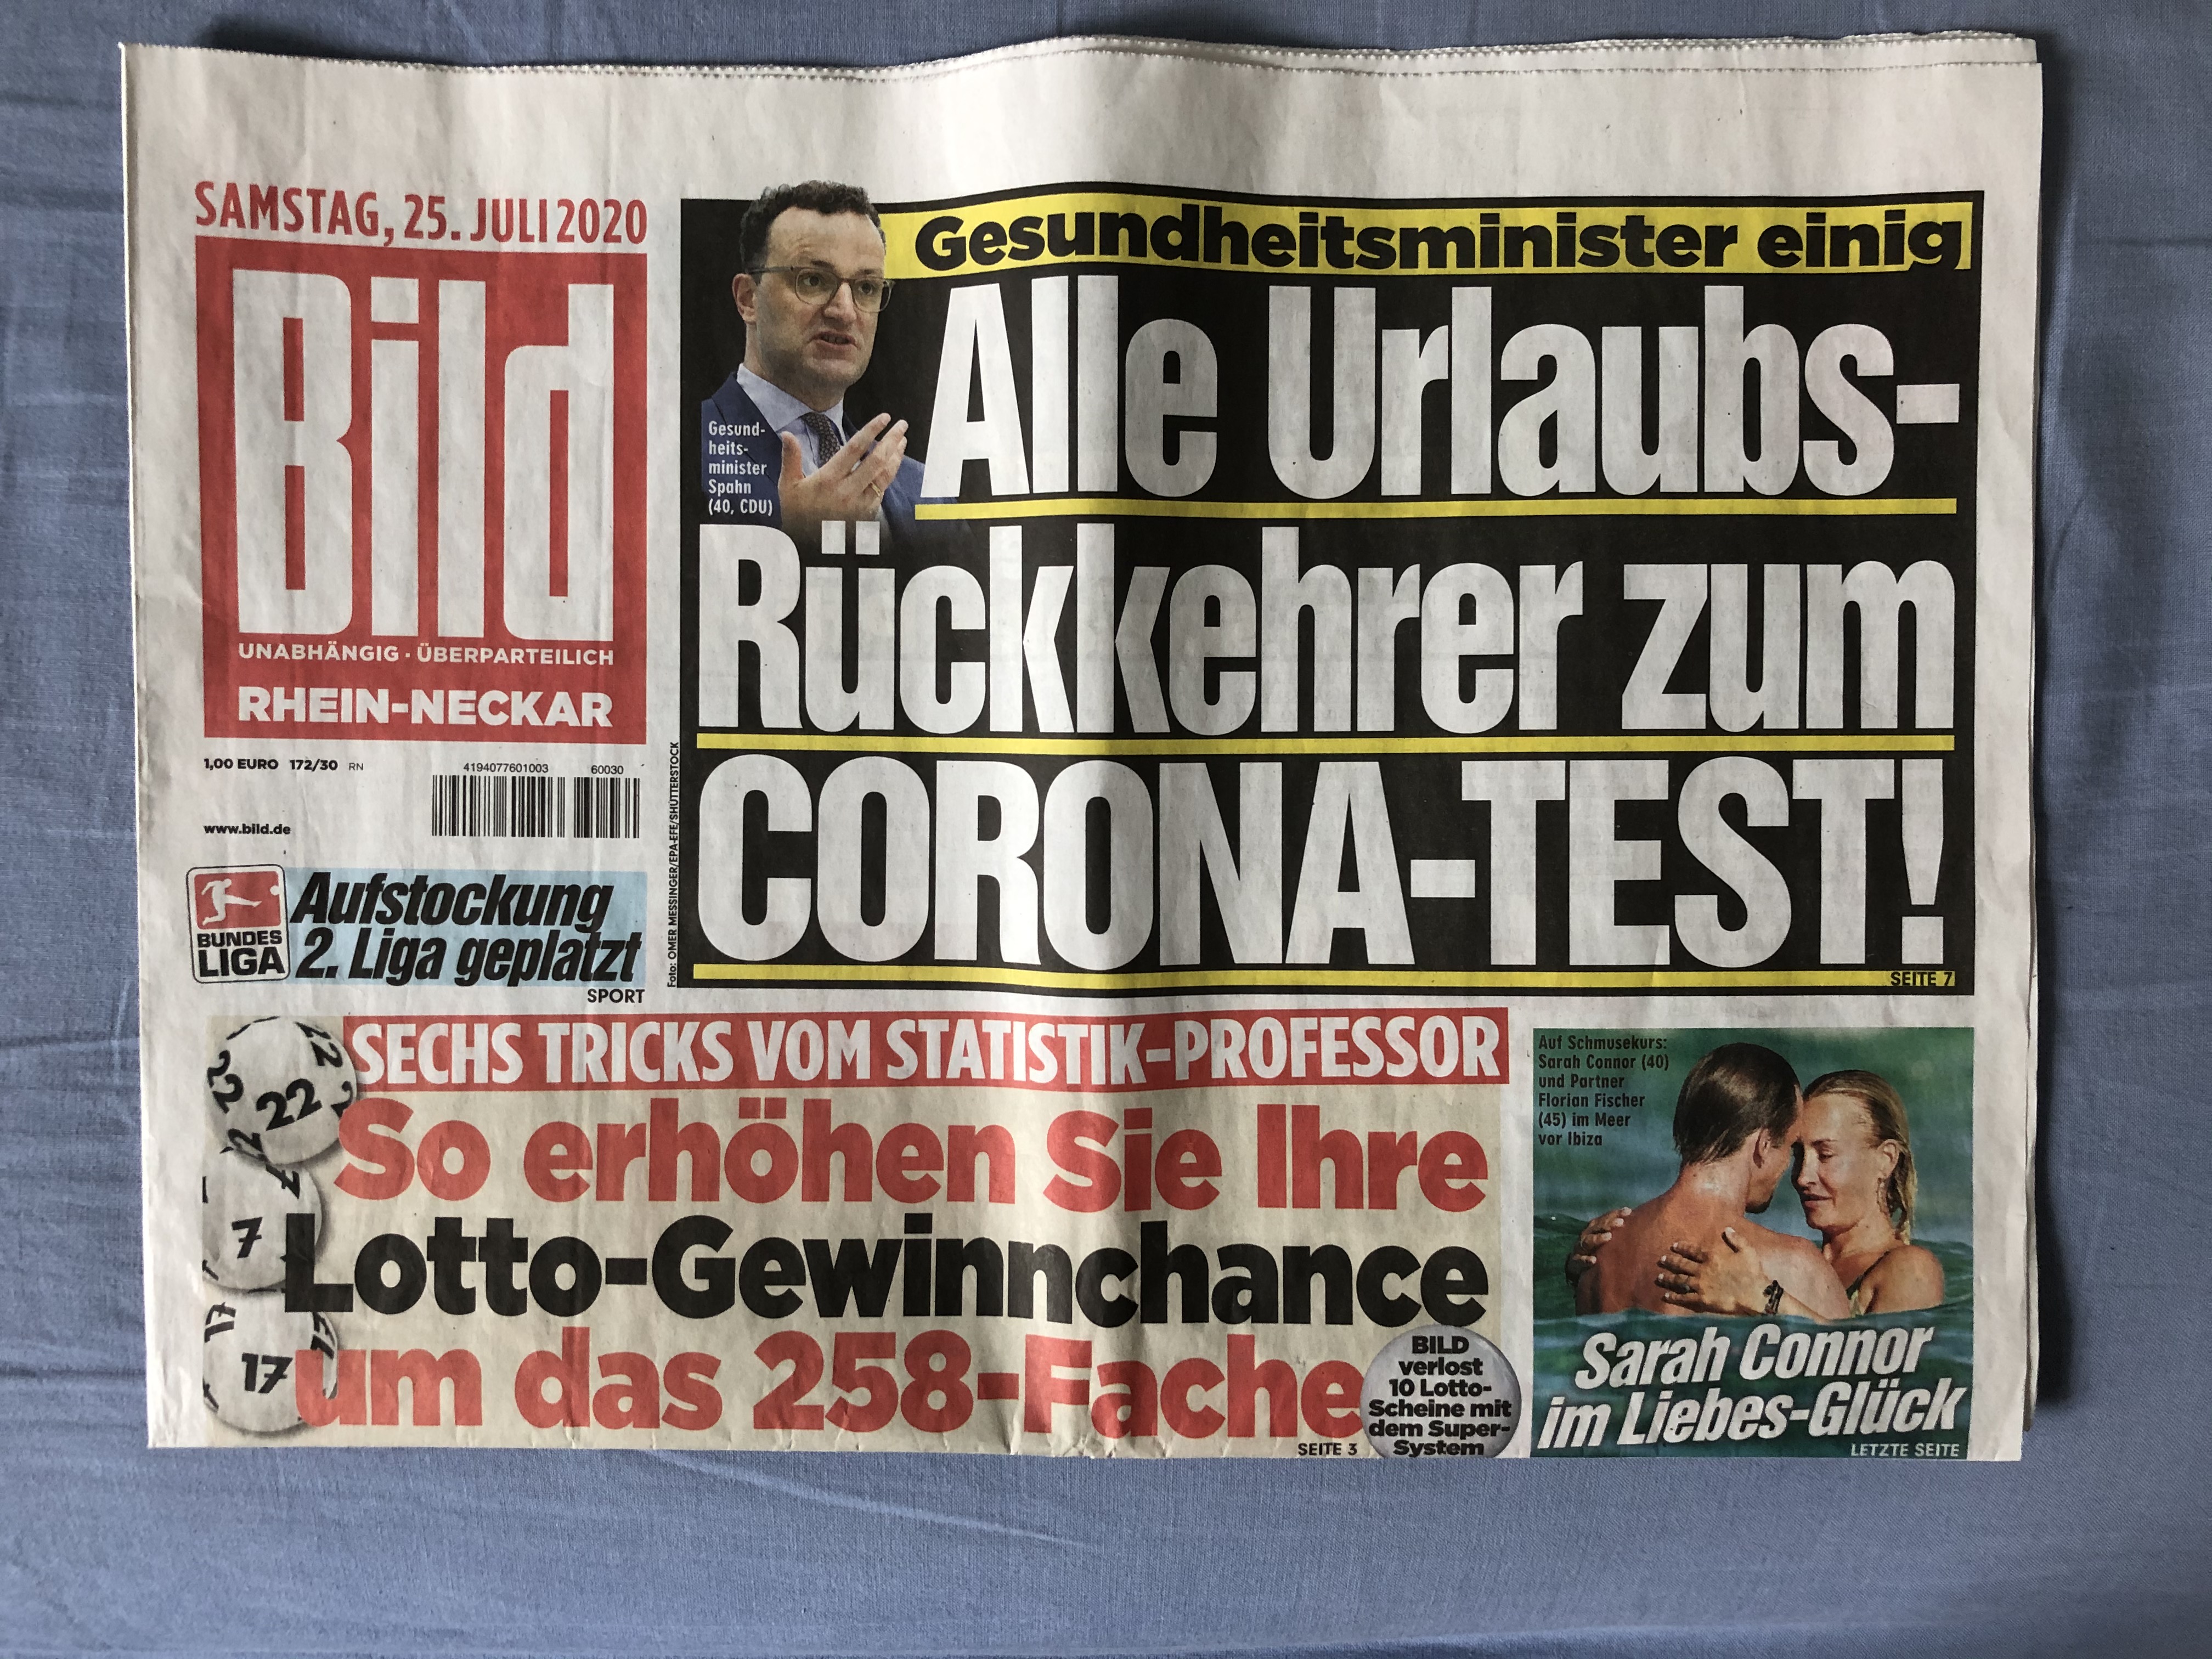 SAMSTAG, 25. JULI 2020
Bild
UNABHÄNGIG · ÜBERPARTEILICH
RHEIN-NECKAR
1,00 EURO 172/30 RN
4194077601003 60030
www.bild.de
BUNDES
LIGA
Aufstockung
2. Liga geplatzt
SPORT
Gesundheitsminister einig
Gesund-
heits-
minister
Spahn
(40, CDU)
Alle Urlaubs-
Rückkehrer zum
CORONA-TEST!
SEITE 7
Foto: OMER MESSINGER/EPA-EFE/SHUTTERSTOCK
SECHS TRICKS VOM STATISTIK-PROFESSOR
So erhöhen Sie Ihre
Lotto-Gewinnchance
um das 258-Fache
SEITE 3
22
22
22
7
17
17
17
BILD
verlost
10 Lotto-
Scheine mit
dem Super-
System
Auf Schmusekurs:
Sarah Connor (40)
und Partner
Florian Fischer
(45) im Meer
vor Ibiza
Sarah Connor
im Liebes-Glück
LETZTE SEITE